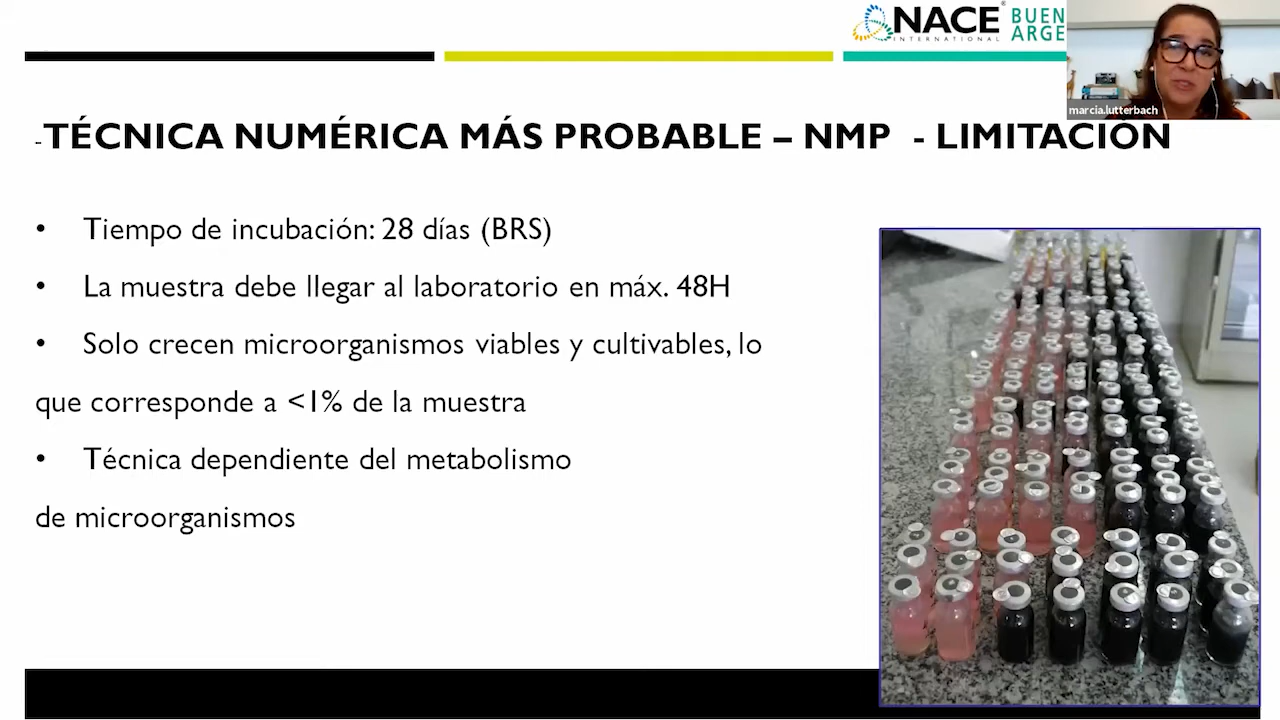 NACE
INTERNATIONAL
BUEN
ARGE
marcia.lutterbach
-TÉCNICA NUMÉRICA MÁS PROBABLE – NMP - LIMITACIÓN
• Tiempo de incubación: 28 días (BRS)
• La muestra debe llegar al laboratorio en máx. 48H
• Solo crecen microorganismos viables y cultivables, lo
que corresponde a <1% de la muestra
• Técnica dependiente del metabolismo
de microorganismos